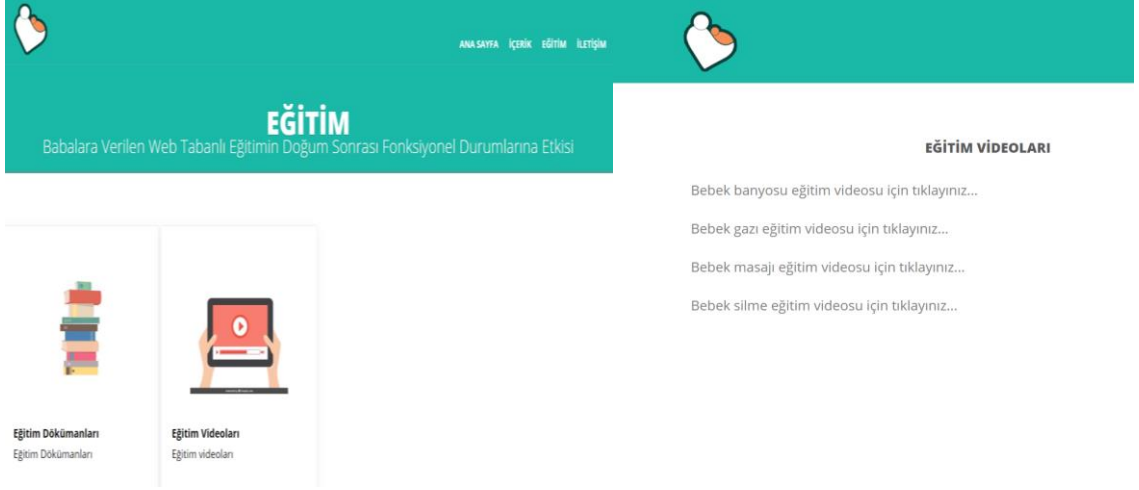 ANA SAYFA İÇERİK EĞİTİM İLETİŞİM
EĞİTİM
Babalara Verilen Web Tabanlı Eğitimin Doğum Sonrası Fonksiyonel Durumlarına Etkisi
Eğitim Dökümanları
Eğitim Dökümanları
Eğitim Videoları
Eğitim videoları
EĞİTİM VİDEOLARI
Bebek banyosu eğitim videosu için tıklayınız...
Bebek gazı eğitim videosu için tıklayınız...
Bebek masajı eğitim videosu için tıklayınız...
Bebek silme eğitim videosu için tıklayınız...